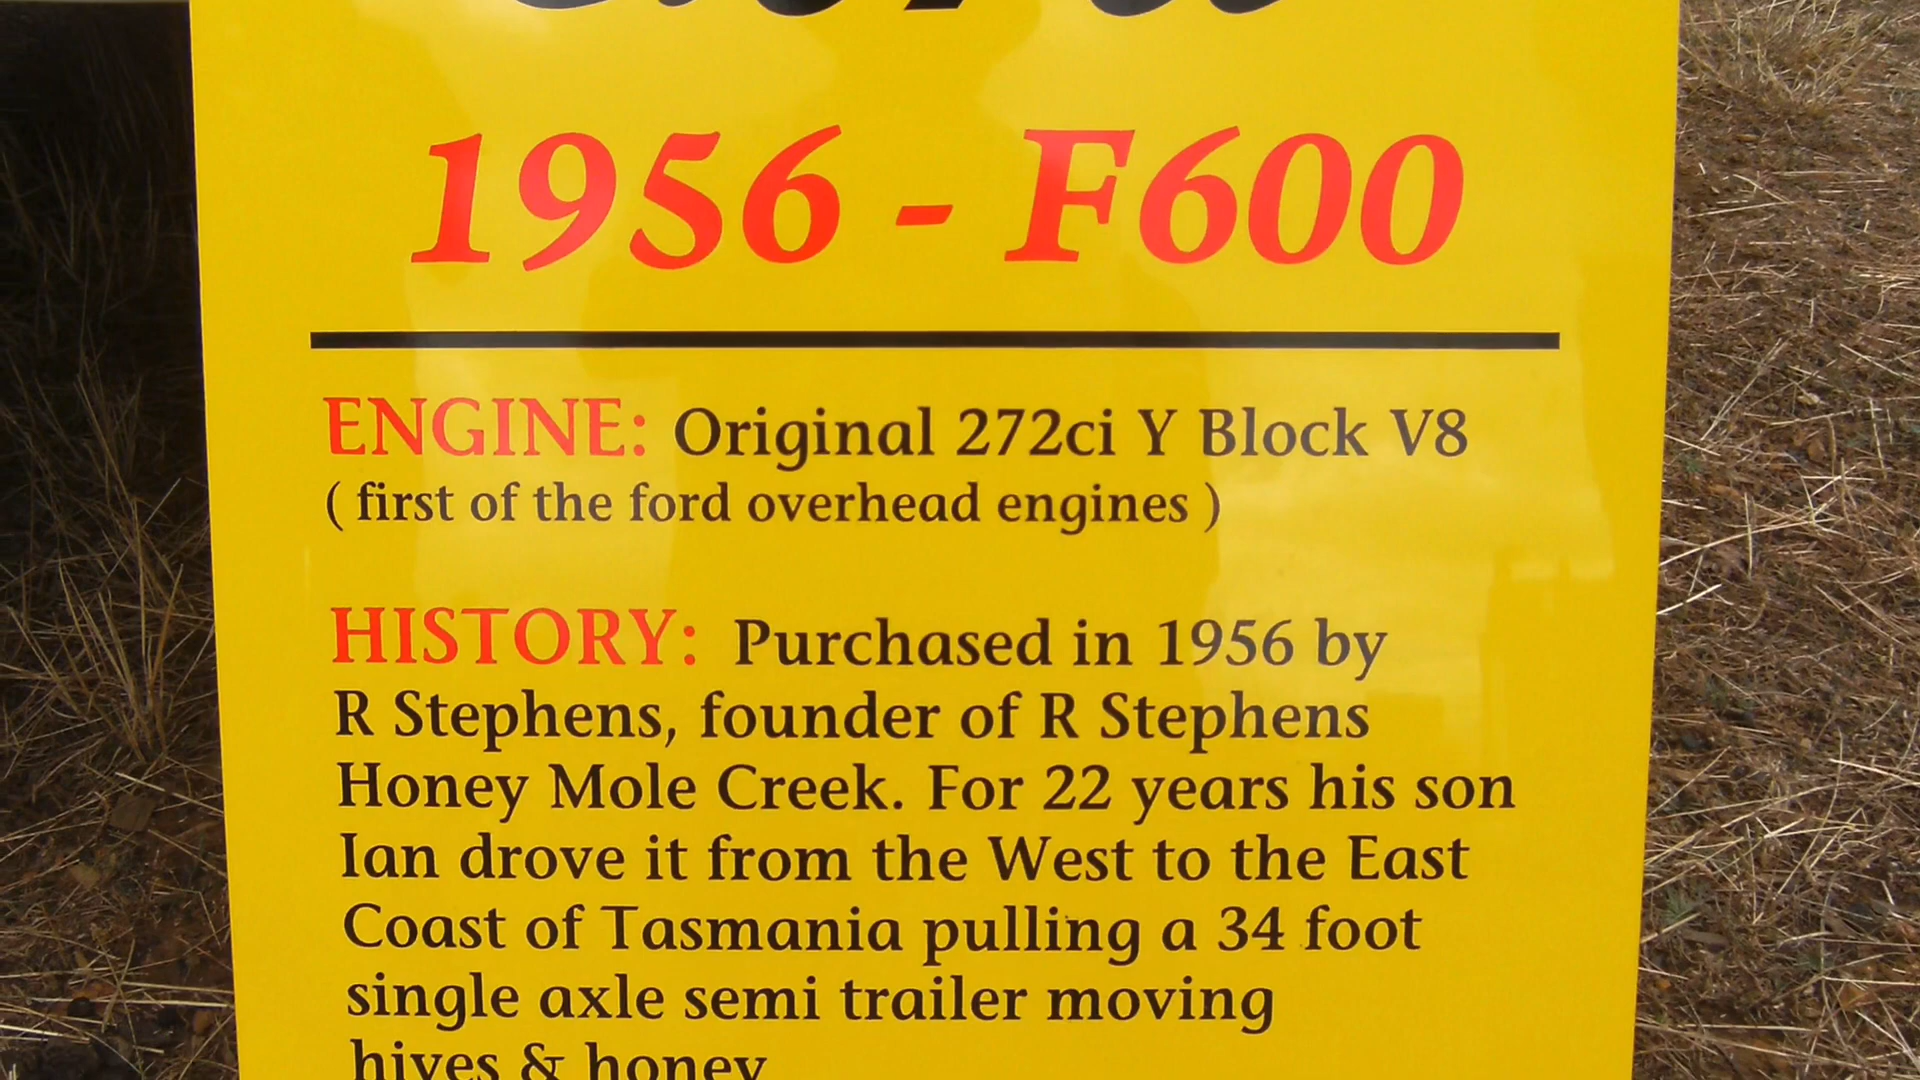 1956 - F600
ENGINE: Original 272ci Y Block V8
( first of the ford overhead engines )
HISTORY: Purchased in 1956 by
R Stephens, founder of R Stephens
Honey Mole Creek. For 22 years his son
Ian drove it from the West to the East
Coast of Tasmania pulling a 34 foot
single axle semi trailer moving
hives & honey